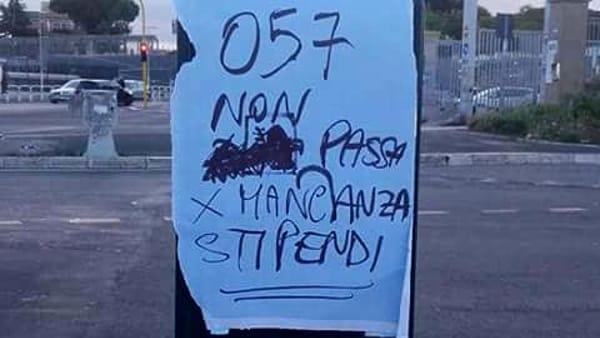 057
NON
PASSA
X MANCANZA
STIPENDI